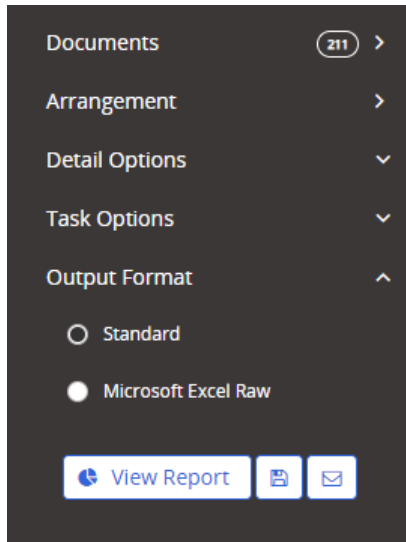 Documents 211
Arrangement
Detail Options
Task Options
Output Format
Standard
Microsoft Excel Raw
View Report